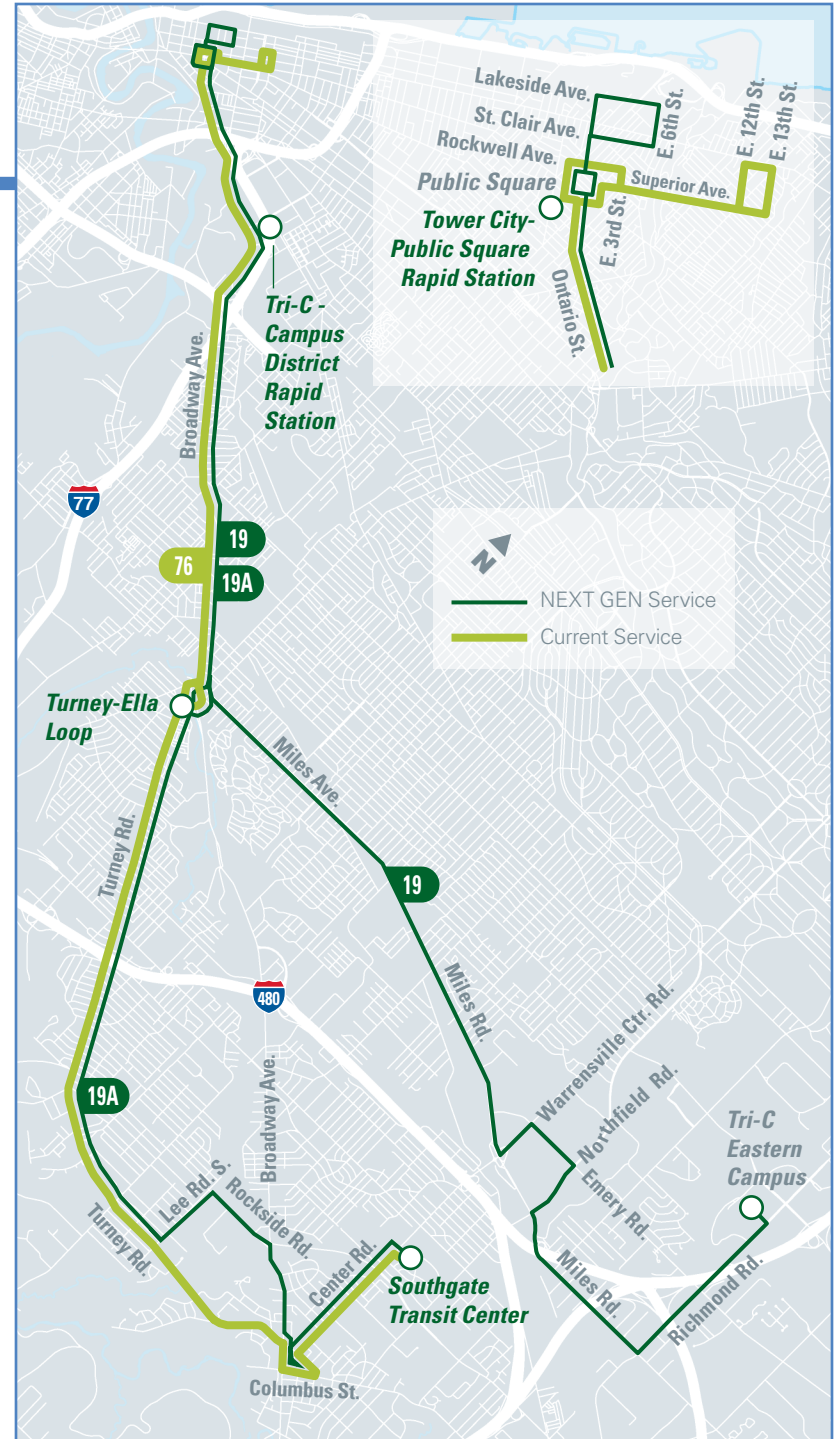 Lakeside Ave.
St. Clair Ave.
Rockwell Ave.
Public Square
Tower City-
Public Square
Rapid Station
E. 6th St.
E. 12th St.
E. 13th St.
Superior Ave.
E. 3rd St.
Ontario St.
Tri-C -
Campus
District
Rapid
Station
Broadway Ave.
77
76
19
19A
N
NEXT GEN Service
Current Service
Turney-Ella
Loop
Miles Ave.
Turney Rd.
19
480
Miles Rd.
Broadway Ave.
19A
Warrensville Ctr. Rd.
Northfield Rd.
Emery Rd.
Tri-C
Eastern
Campus
Lee Rd. S.
Rockside Rd.
Turney Rd.
Center Rd.
Southgate
Transit Center
Miles Rd.
Richmond Rd.
Columbus St.